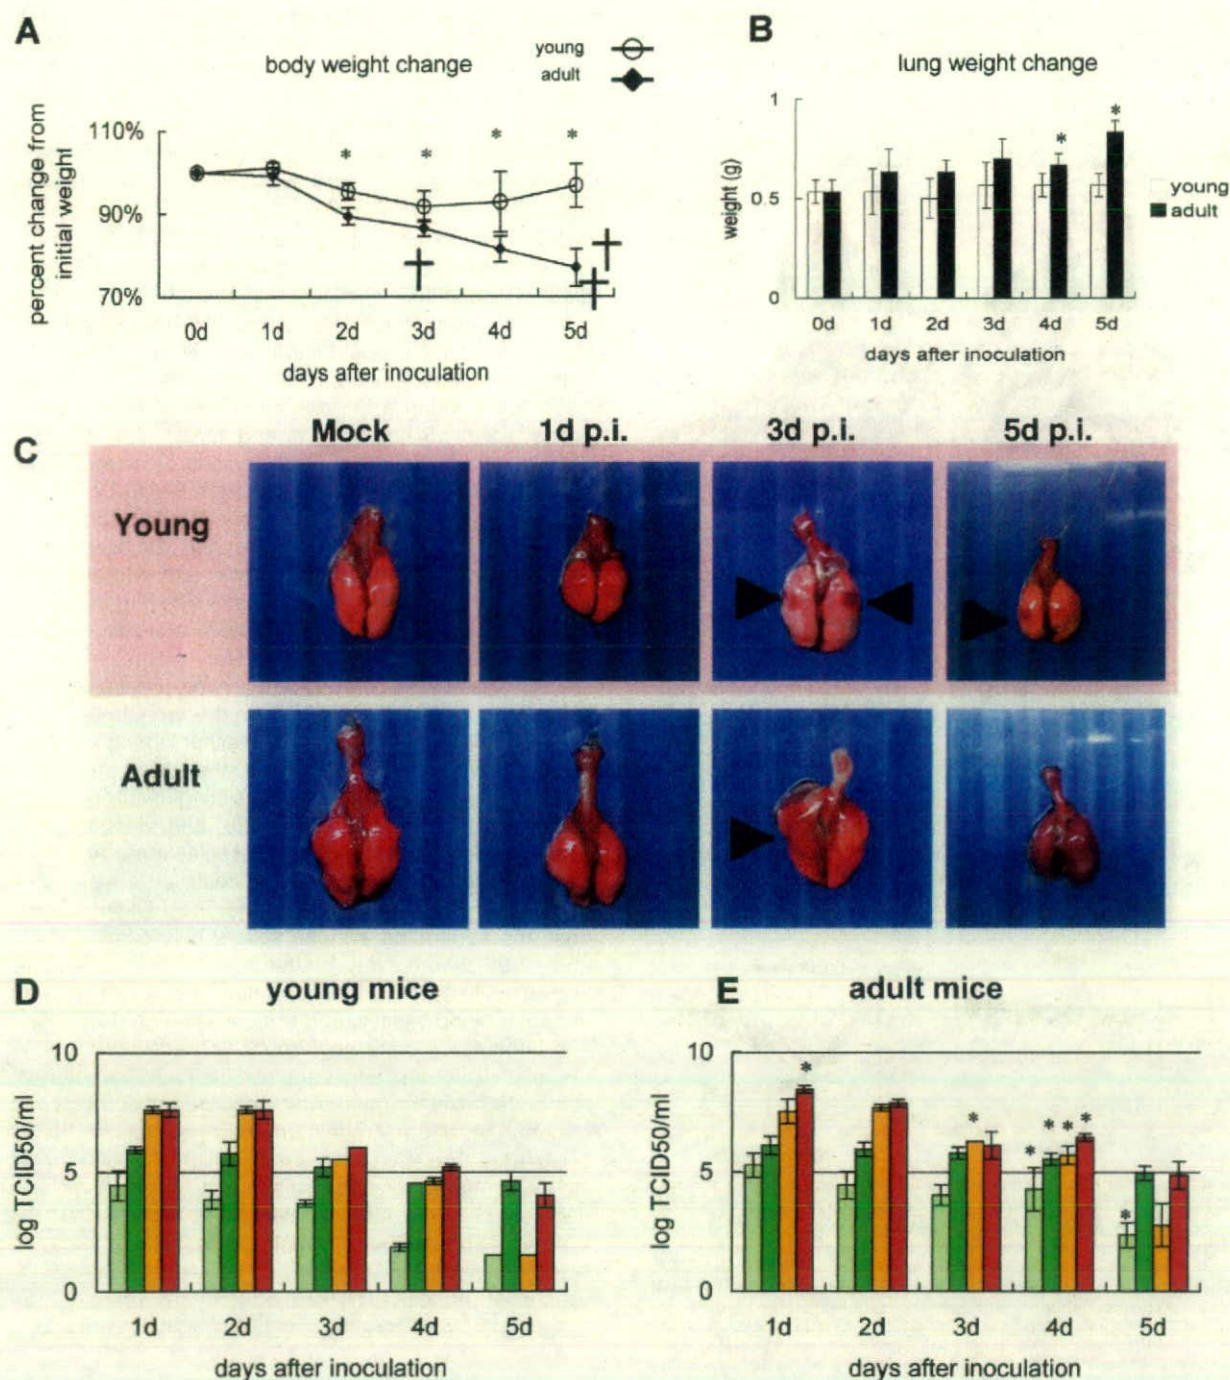 A
body weight change
young
adult
percent change from
initial weight
110%
90%
70%
0d 1d 2d 3d 4d 5d
* * * *
days after inoculation
B
lung weight change
weight (g)
1
0.5
0
* *
young
adult
0d 1d 2d 3d 4d 5d
days after inoculation
C
Mock 1d p.i. 3d p.i. 5d p.i.
Young
Adult
D
young mice
log TCID50/ml
10
5
0
1d 2d 3d 4d 5d
days after inoculation
E
adult mice
log TCID50/ml
10
5
0
* * * * * * *
1d 2d 3d 4d 5d
days after inoculation